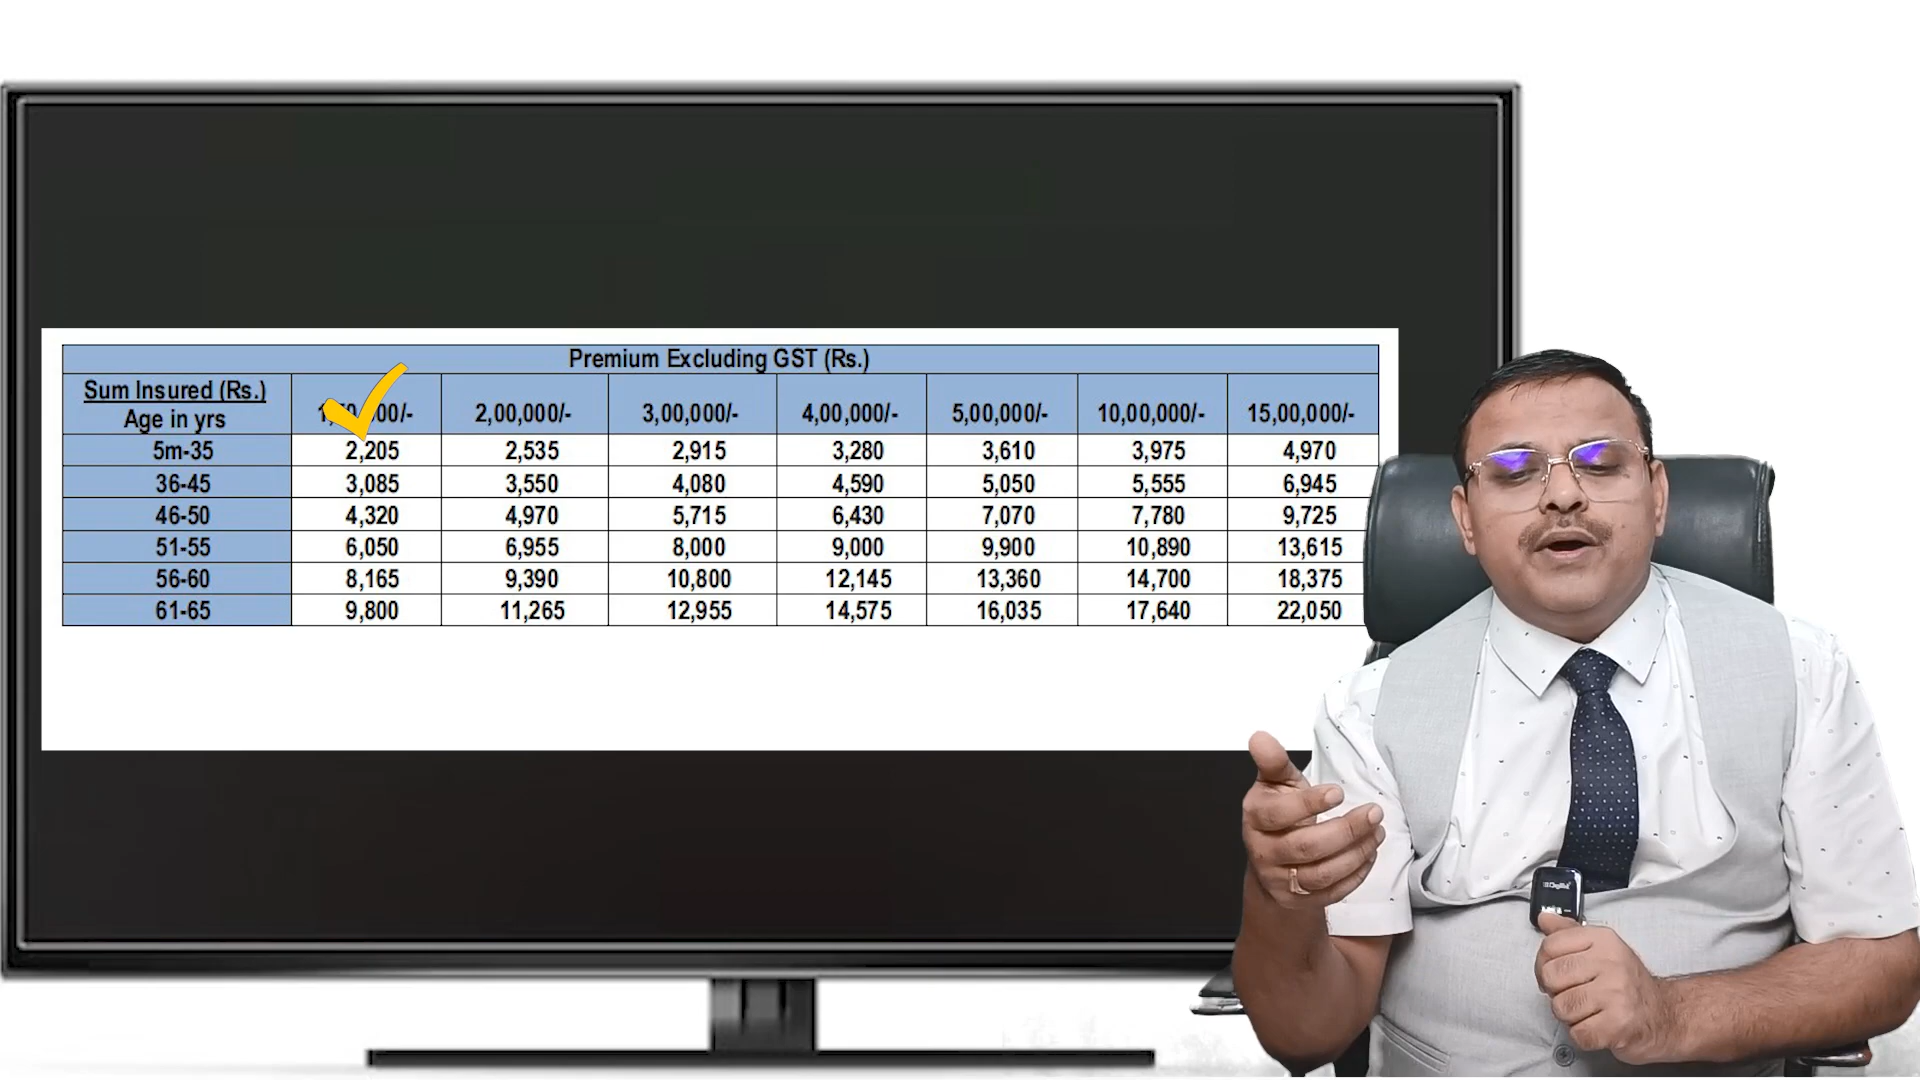 Premium Excluding GST (Rs.)
Sum Insured (Rs.)
Age in yrs
2,00,000/- 3,00,000/- 4,00,000/- 5,00,000/- 10,00,000/- 15,00,000/-
5m-35 2,205 2,535 2,915 3,280 3,610 3,975 4,970
36-45 3,085 3,550 4,080 4,590 5,050 5,555 6,945
46-50 4,320 4,970 5,715 6,430 7,070 7,780 9,725
51-55 6,050 6,955 8,000 9,000 9,900 10,890 13,615
56-60 8,165 9,390 10,800 12,145 13,360 14,700 18,375
61-65 9,800 11,265 12,955 14,575 16,035 17,640 22,050